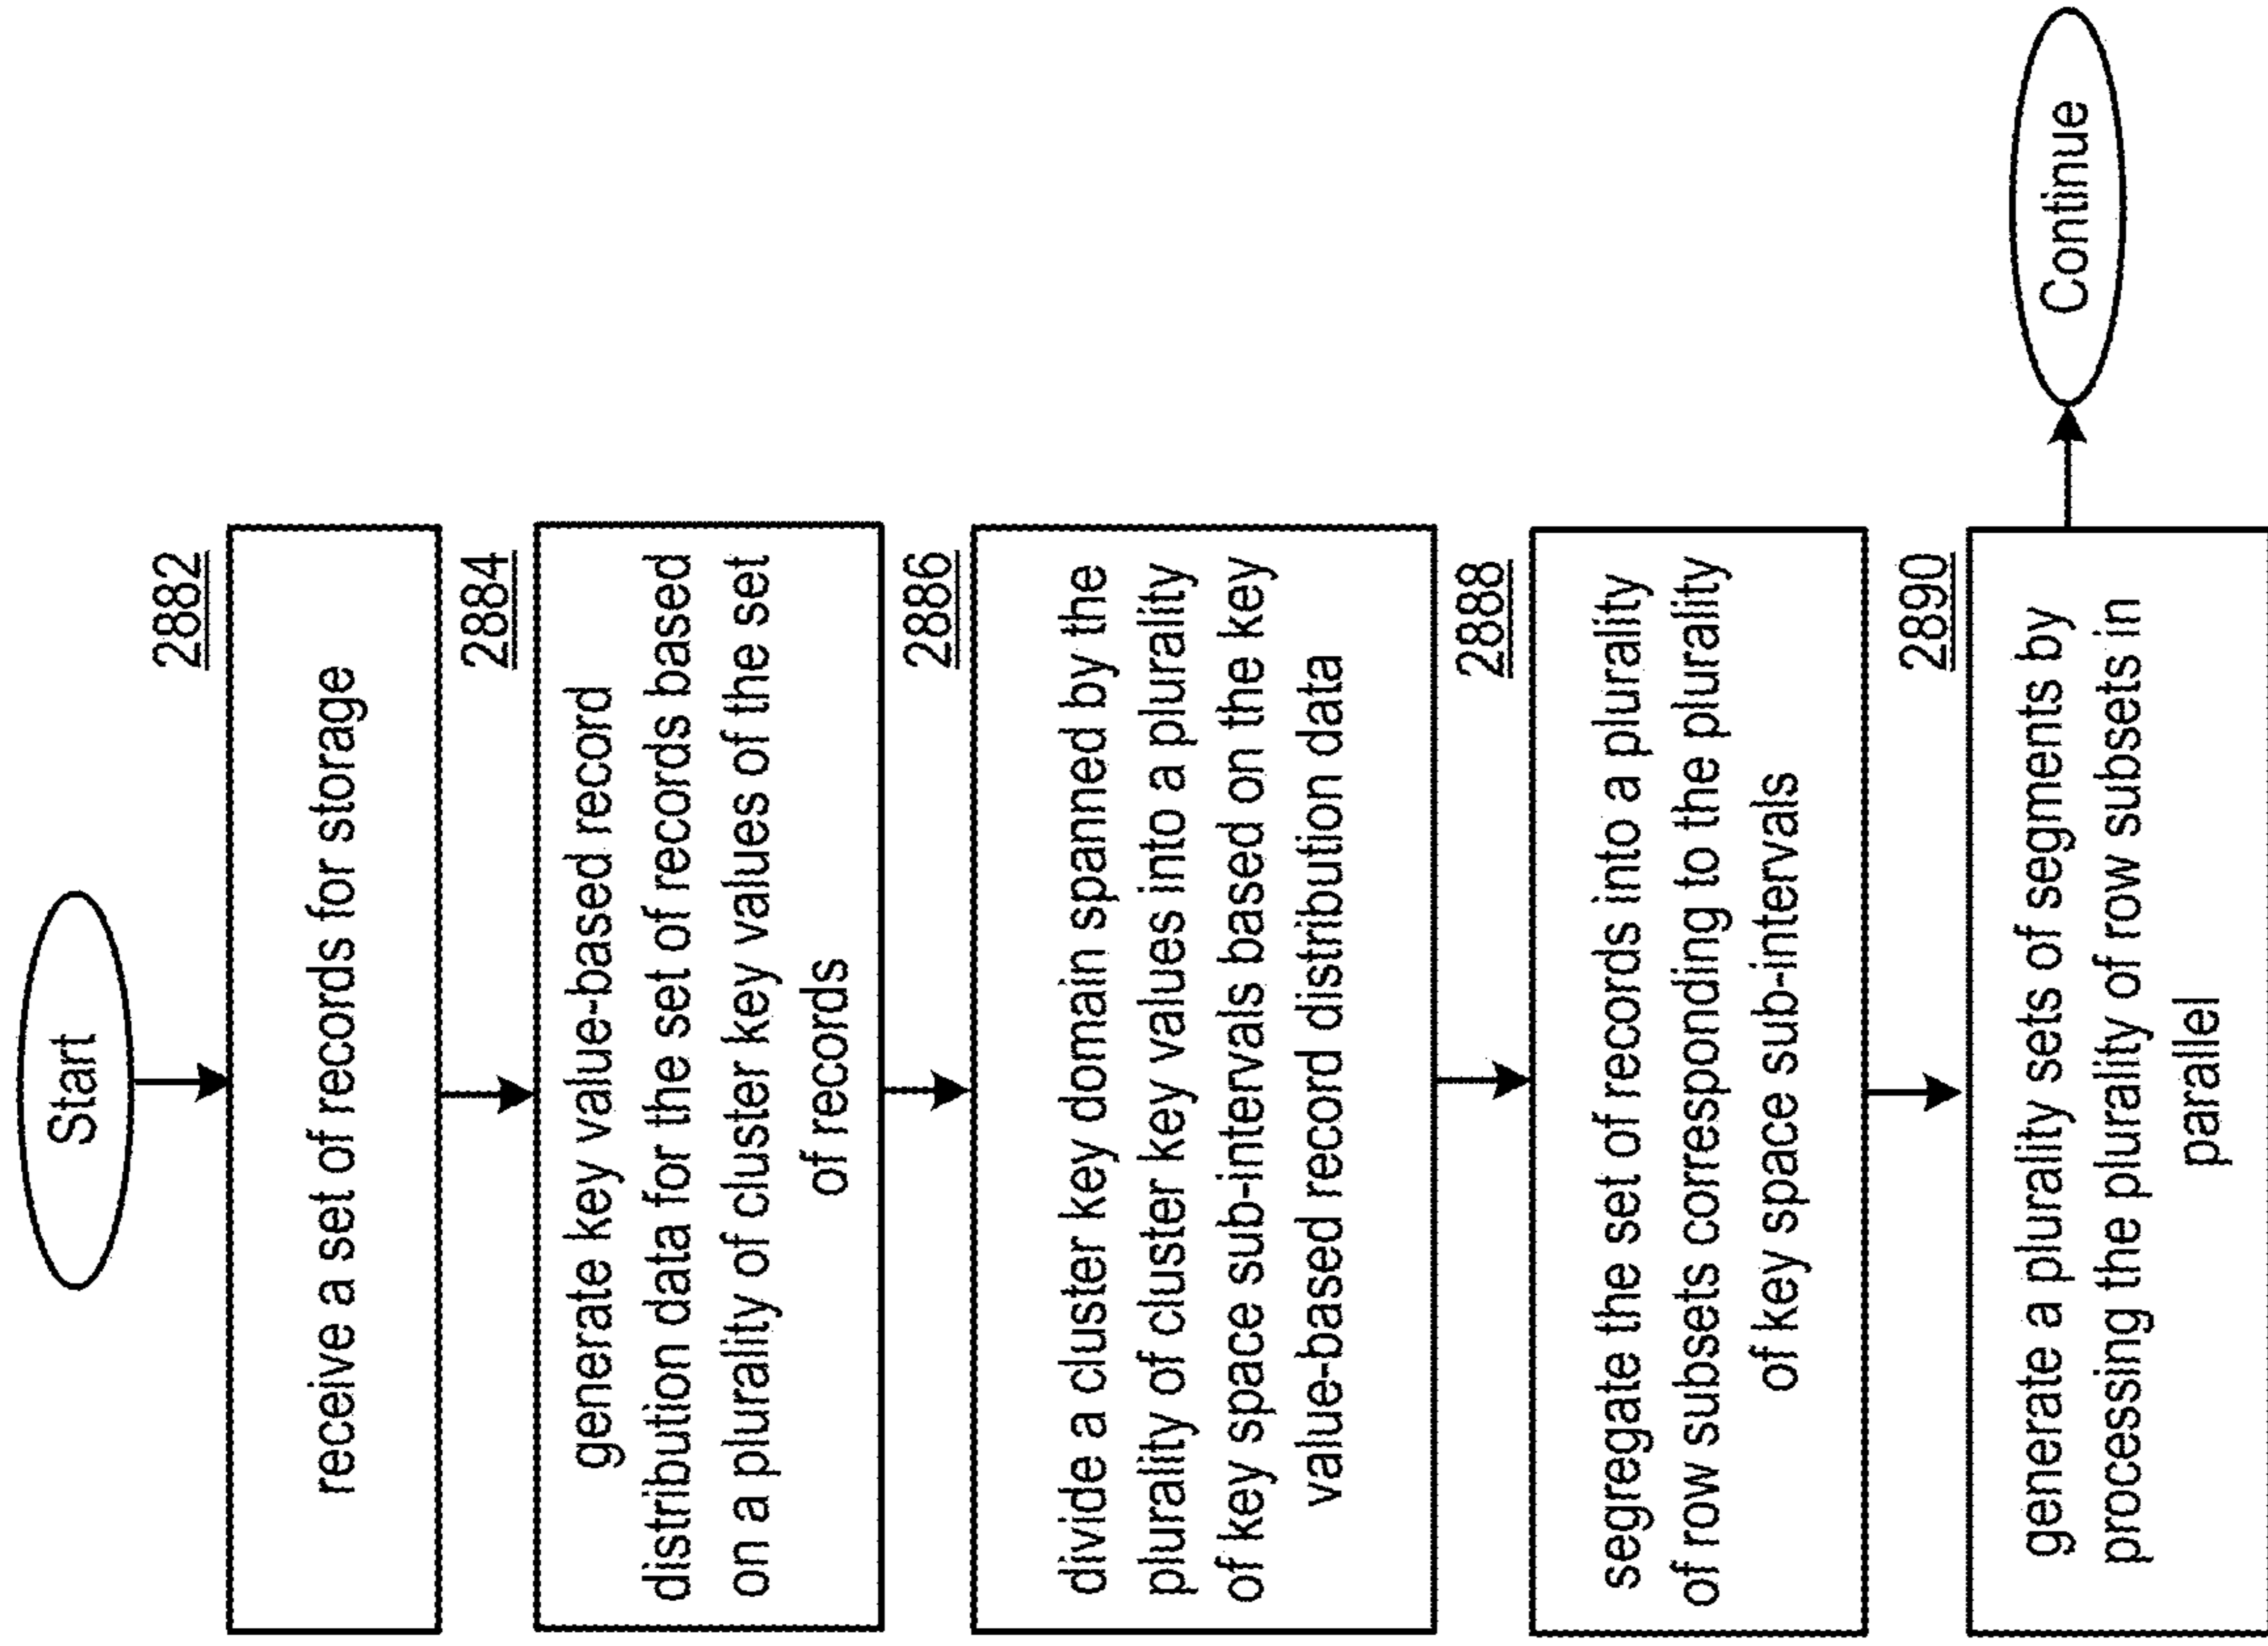 Start
2882
receive a set of records for storage
2884
generate key value-based record
distribution data for the set of records based
on a plurality of cluster key values of the set
of records
2886
divide a cluster key domain spanned by the
plurality of cluster key values into a plurality
of key space sub-intervals based on the key
value-based record distribution data
2888
segregate the set of records into a plurality
of row subsets corresponding to the plurality
of key space sub-intervals
2890
generate a plurality sets of segments by
processing the plurality of row subsets in
parallel
Continue